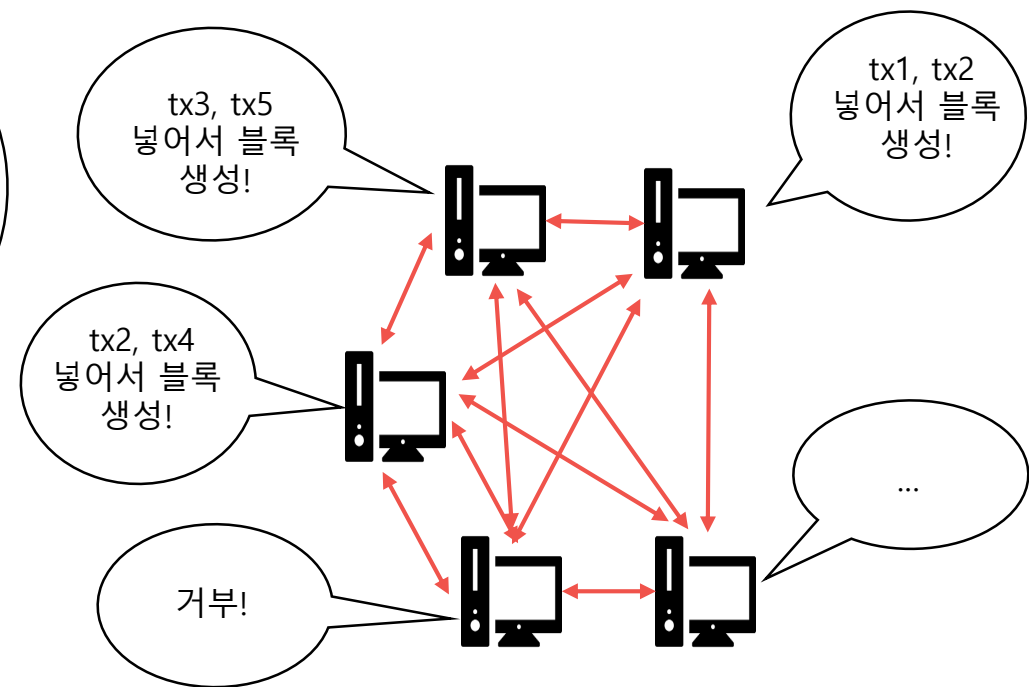 tx3, tx5
넣어서 블록
생성!
tx1, tx2
넣어서 블록
생성!
tx2, tx4
넣어서 블록
생성!
...
거부!